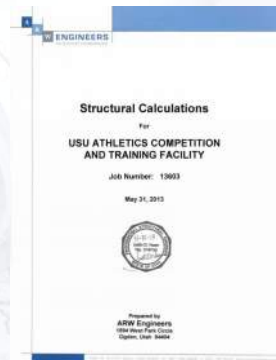 ARW ENGINEERS
Structural Calculations
For
USU ATHLETICS COMPETITION
AND TRAINING FACILITY
Job Number: 13603
May 31, 2013
Prepared by
ARW Engineers
1594 West Park Circle
Ogden, Utah 84404